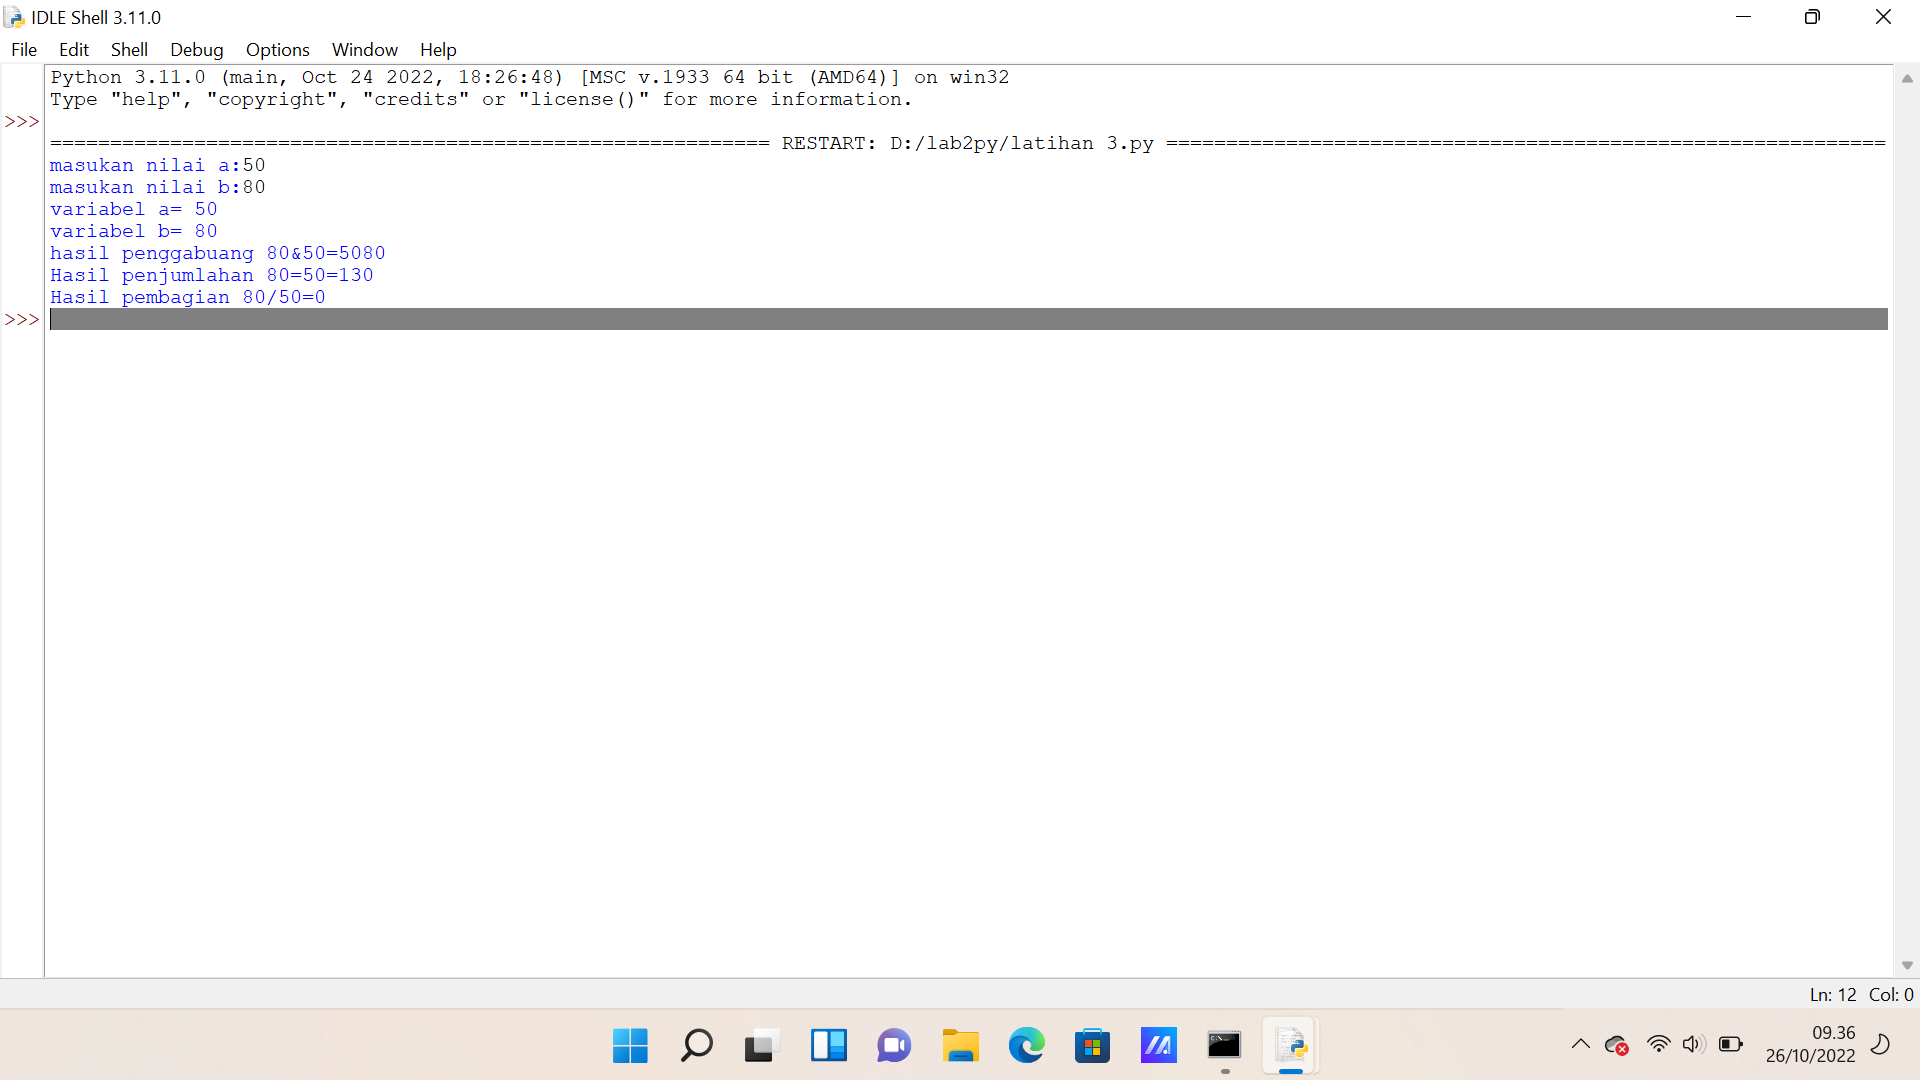 IDLE Shell 3.11.0
File Edit Shell Debug Options Window Help
Python 3.11.0 (main, Oct 24 2022, 18:26:48) [MSC v.1933 64 bit (AMD64)] on win32
Type "help", "copyright", "credits" or "license()" for more information.
>>>
============================================================ RESTART: D:/lab2py/latihan 3.py ============================================================
masukan nilai a:50
masukan nilai b:80
variabel a= 50
variabel b= 80
hasil penggabuang 80&50=5080
Hasil penjumlahan 80=50=130
Hasil pembagian 80/50=0
>>>
Ln: 12 Col: 0
09.36
26/10/2022